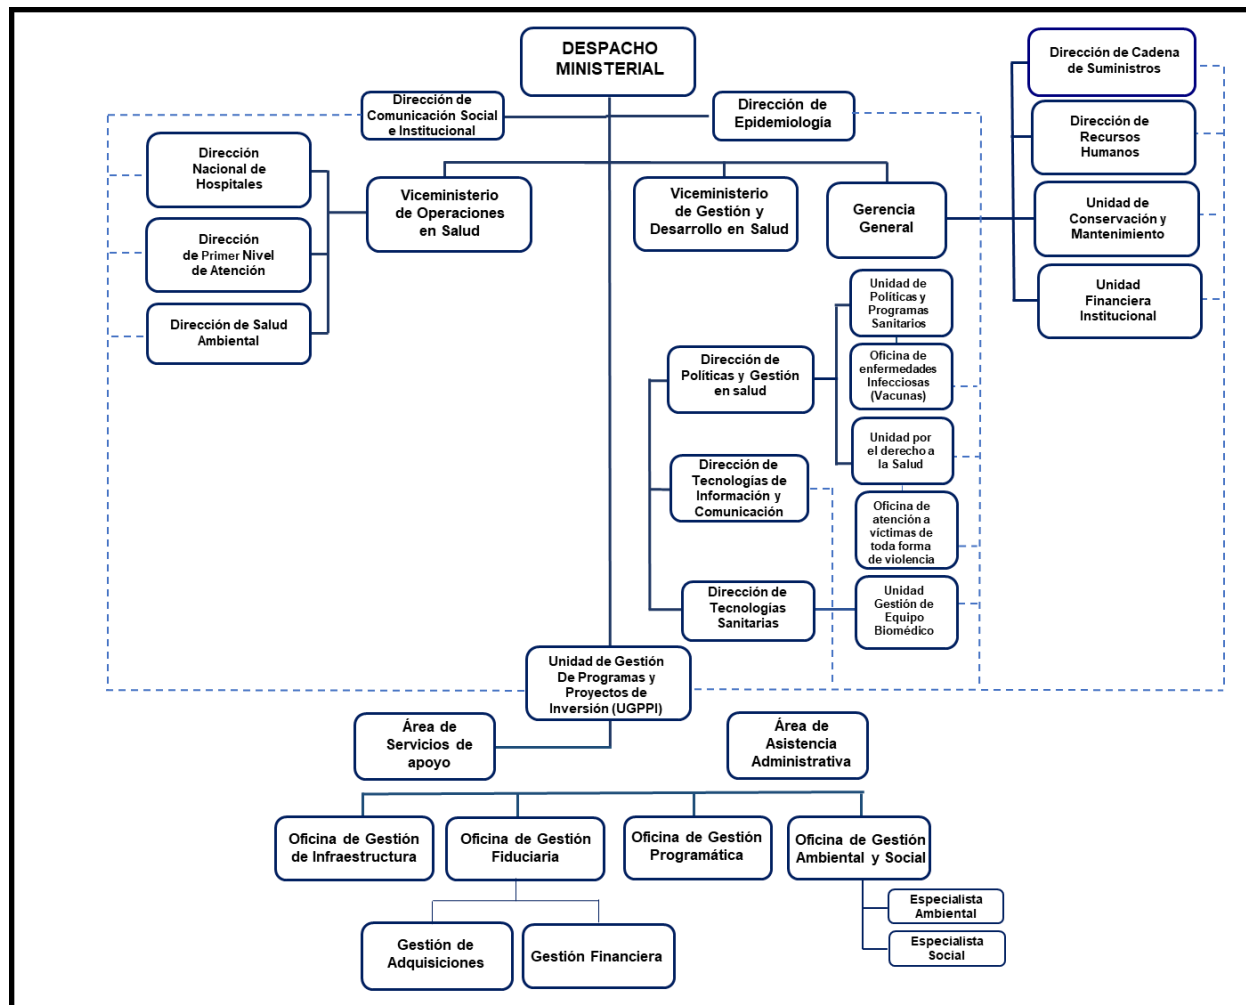 DESPACHO
MINISTERIAL
Dirección de
Comunicación Social
e Institucional
Dirección de
Epidemiología
Dirección de Cadena
de Suministros
Dirección de
Recursos
Humanos
Unidad de
Conservación y
Mantenimiento
Unidad
Financiera
Institucional
Dirección
Nacional de
Hospitales
Dirección
de Primer Nivel
de Atención
Dirección de Salud
Ambiental
Viceministerio
de Operaciones
en Salud
Viceministerio
de Gestión y
Desarrollo en Salud
Gerencia
General
Unidad de
Políticas y
Programas
Sanitarios
Dirección de
Políticas y Gestión
en salud
Oficina de
enfermedades
Infecciosas
(Vacunas)
Unidad por
el derecho a
la Salud
Dirección de
Tecnologías de
Información y
Comunicación
Oficina de
atención a
víctimas de
toda forma
de violencia
Dirección de
Tecnologías
Sanitarias
Unidad
Gestión de
Equipo
Biomédico
Unidad de Gestión
De Programas y
Proyectos de
Inversión (UGPPI)
Área de
Servicios de
apoyo
Área de
Asistencia
Administrativa
Oficina de Gestión
de Infraestructura
Oficina de Gestión
Fiduciaria
Oficina de Gestión
Programática
Oficina de Gestión
Ambiental y Social
Especialista
Ambiental
Especialista
Social
Gestión de
Adquisiciones
Gestión Financiera